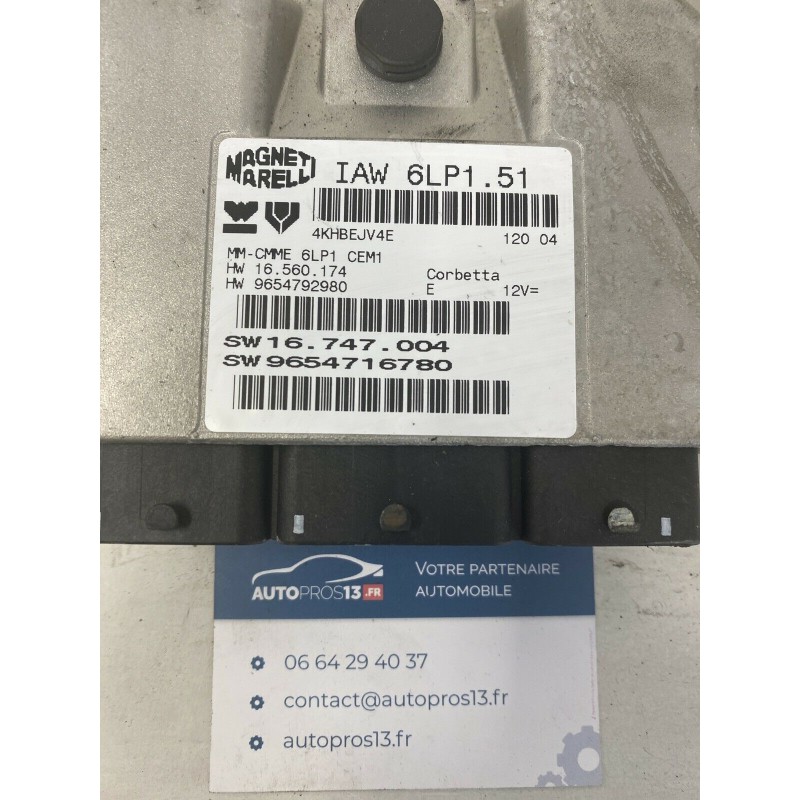 MAGNETI MARELLI
IAW 6LP1.51
4KHBEJV4E 120 04
MM-CMME 6LP1 CEM1
HW 16.560.174 Corbetta
HW 9654792980 E 12V=
SW 16.747.004
SW 9654716780
AUTOPROS13.FR
VOTRE PARTENAIRE
AUTOMOBILE
06 64 29 40 37
contact@autopros13.fr
autopros13.fr